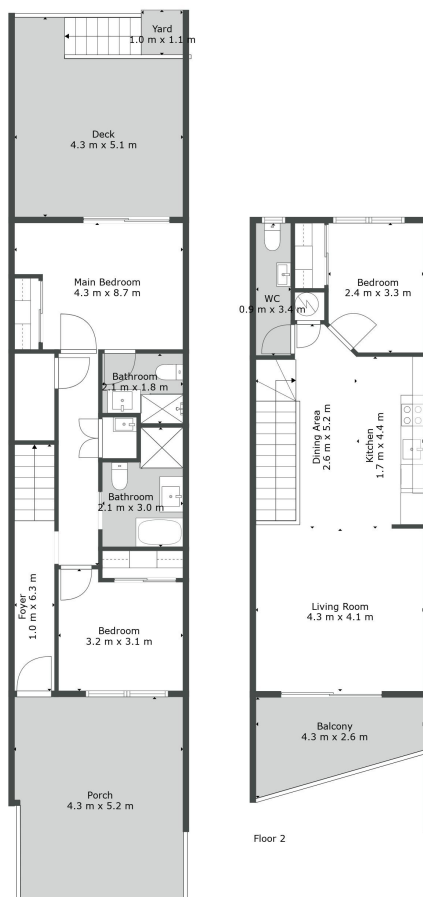 Yard
1.0 m x 1.1 m
Deck
4.3 m x 5.1 m
Main Bedroom
4.3 m x 8.7 m
Bathroom
2.1 m x 1.8 m
Bathroom
2.1 m x 3.0 m
Foyer
1.0 m x 6.3 m
Bedroom
3.2 m x 3.1 m
Porch
4.3 m x 5.2 m
WC
0.9 m x 3.4 m
Bedroom
2.4 m x 3.3 m
Dining Area
2.6 m x 5.2 m
Kitchen
1.7 m x 4.4 m
Living Room
4.3 m x 4.1 m
Balcony
4.3 m x 2.6 m
Floor 2